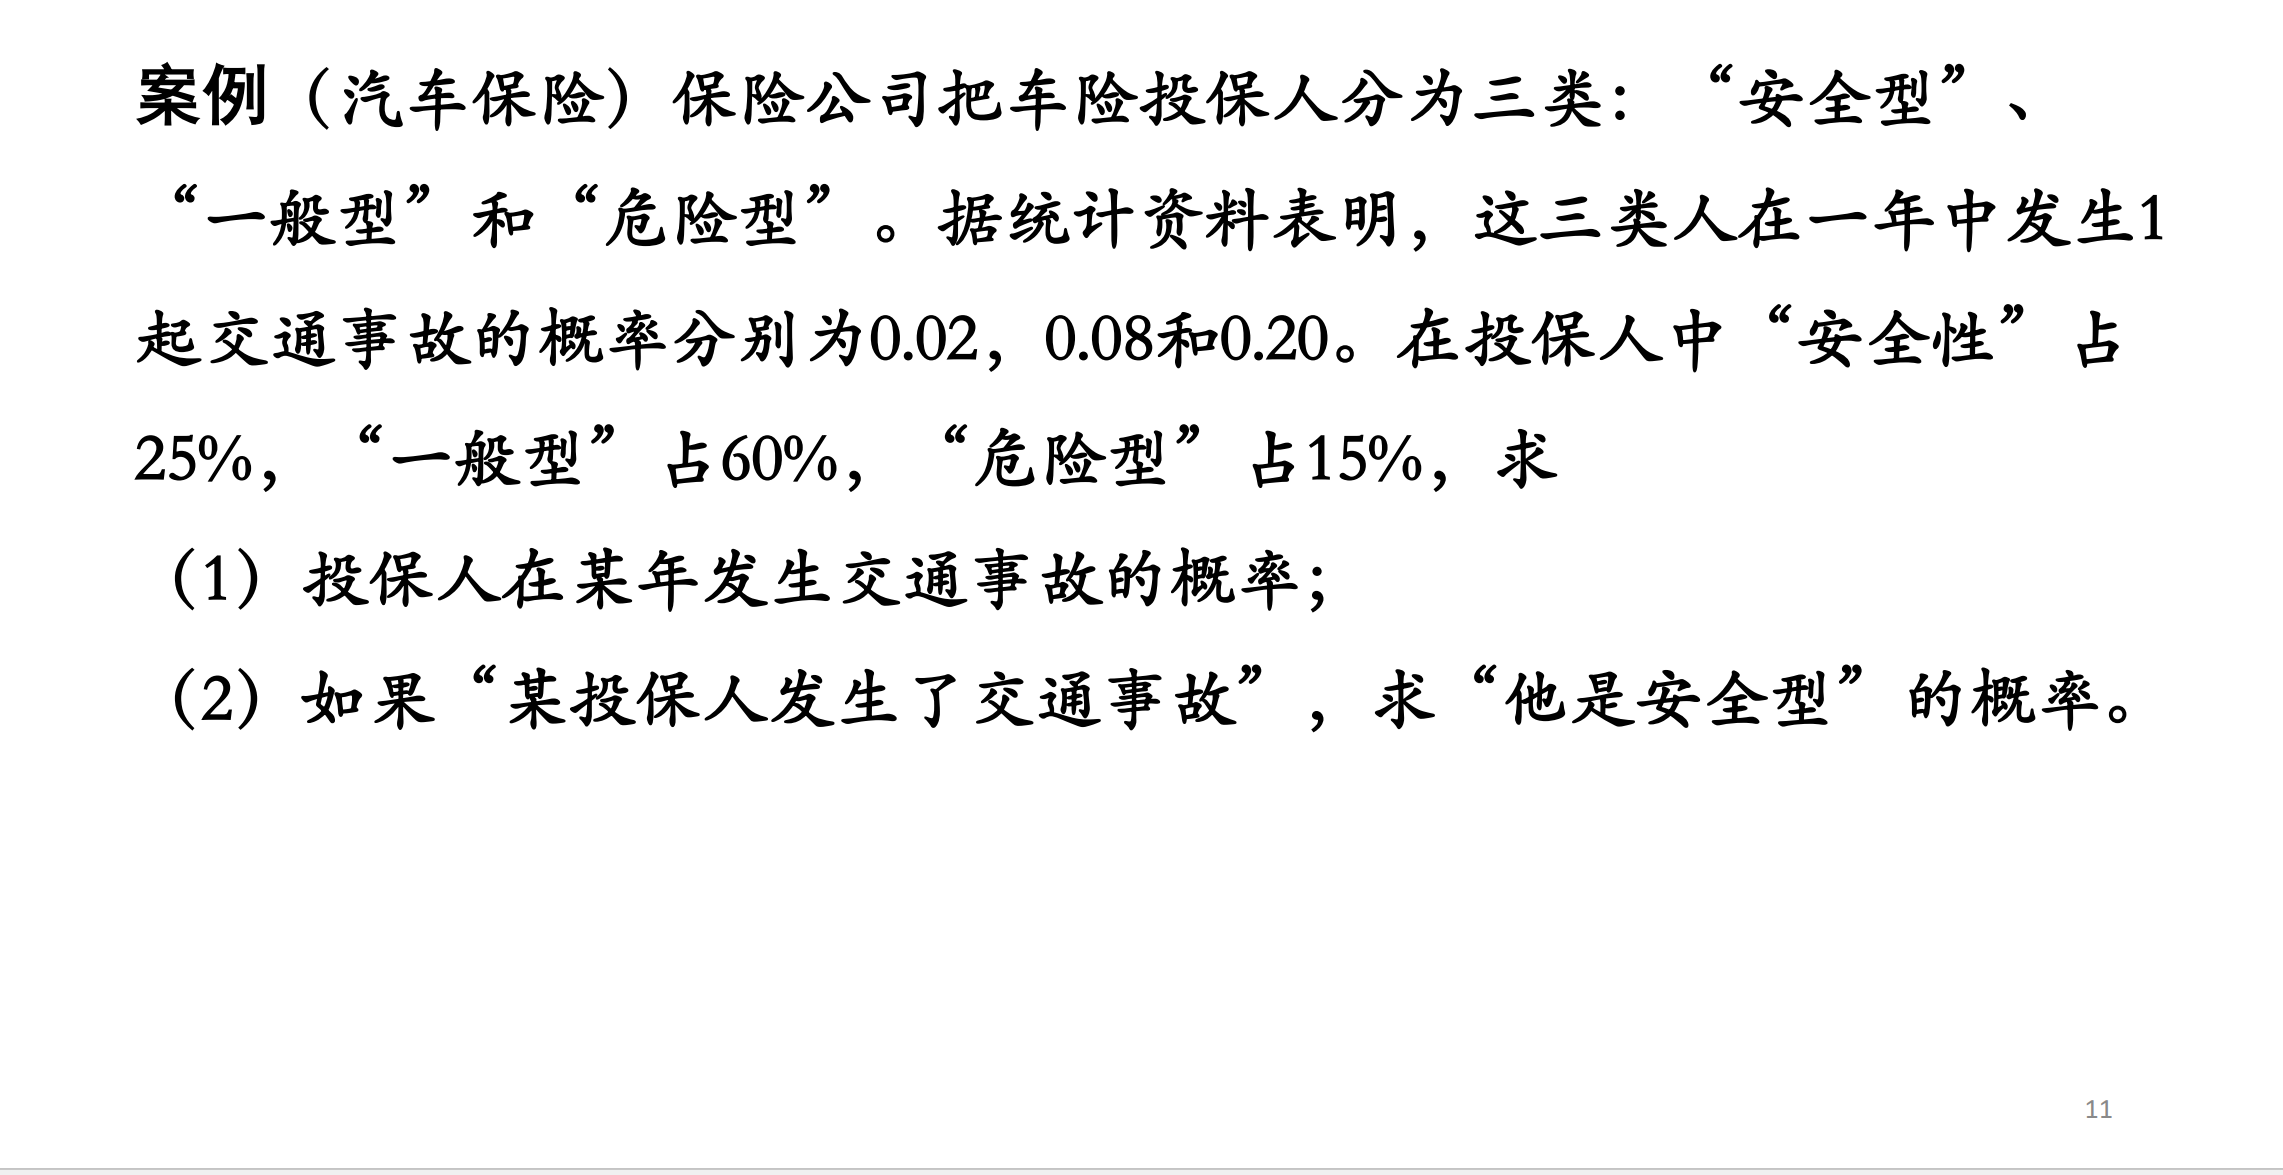 案例（汽车保险）保险公司把车险投保人分为三类：“安全型”、
“一般型”和“危险型”。据统计资料表明，这三类人在一年中发生1
起交通事故的概率分别为0.02，0.08和0.20。在投保人中“安全性”占
25%，“一般型”占60%，“危险型”占15%，求
（1）投保人在某年发生交通事故的概率；
（2）如果“某投保人发生了交通事故”，求“他是安全型”的概率。
11